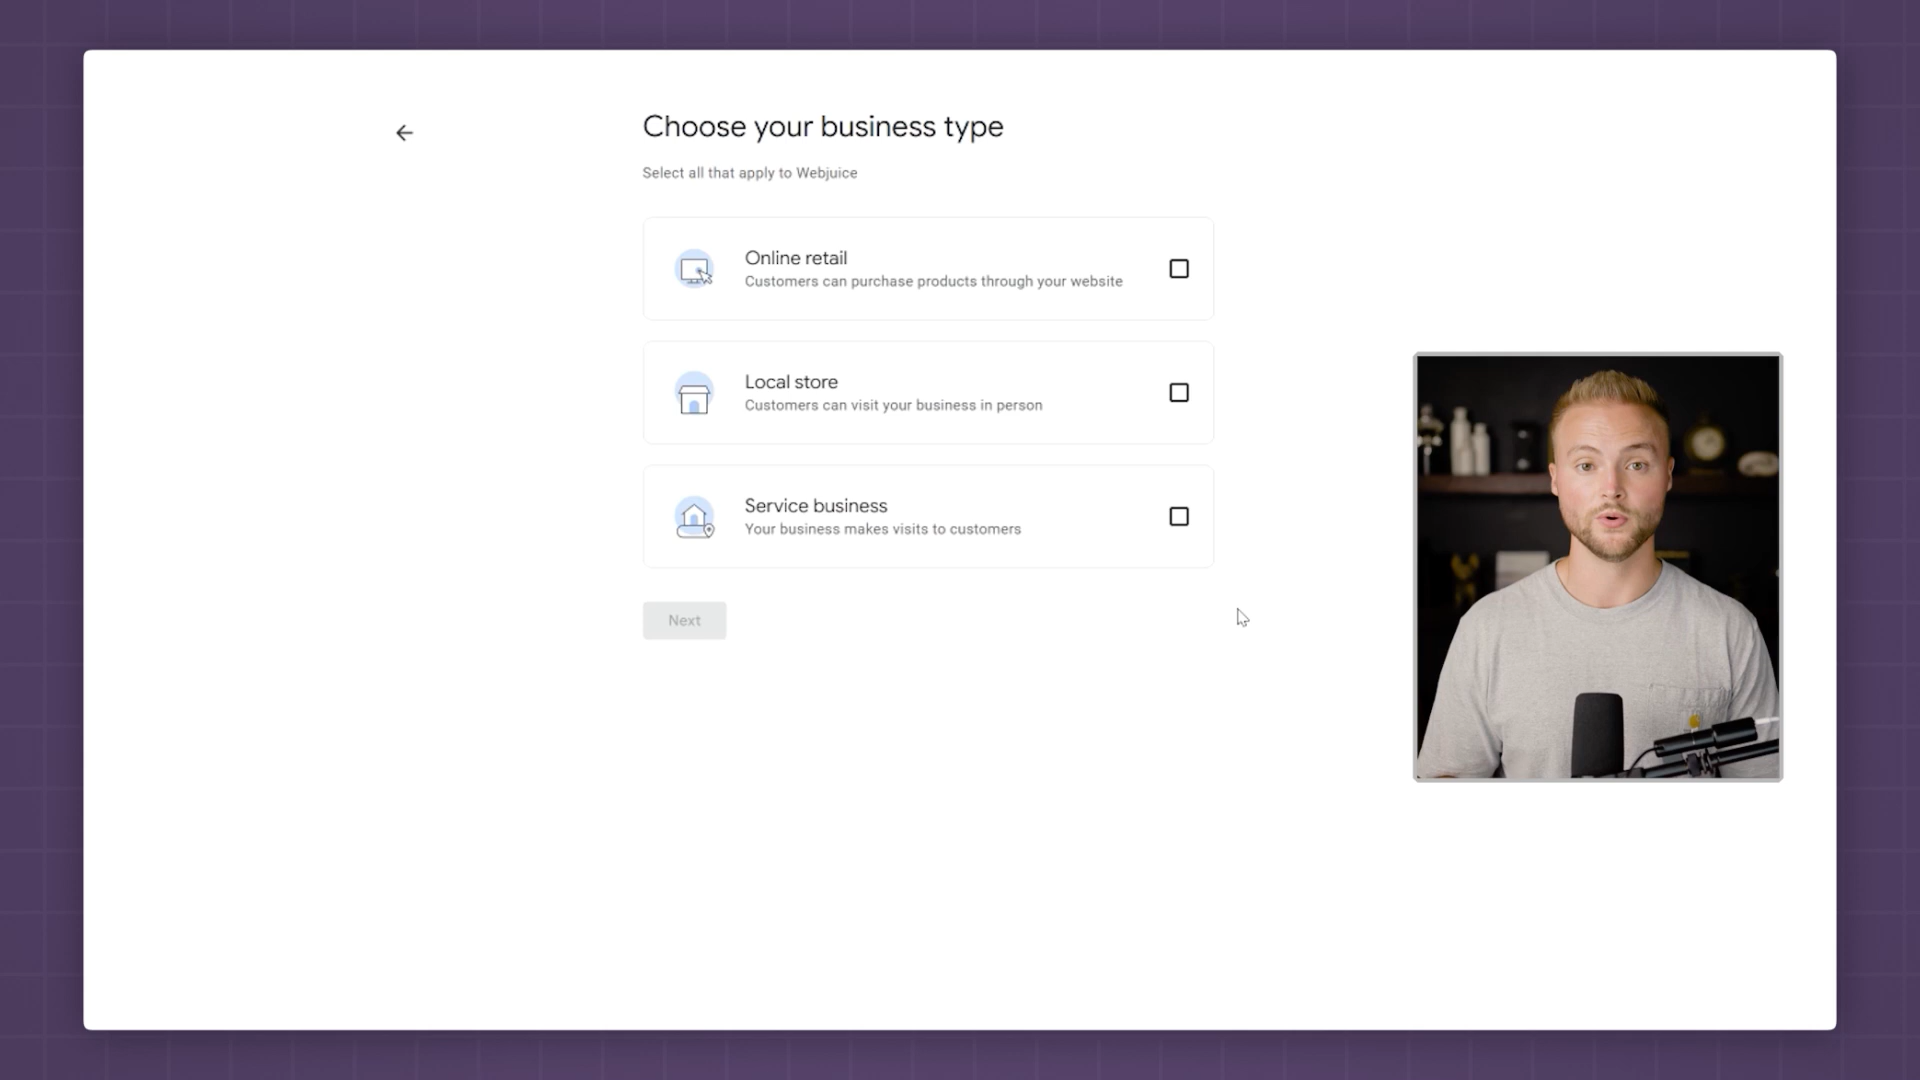 Choose your business type
Select all that apply to Webjuice
Online retail
Customers can purchase products through your website
Local store
Customers can visit your business in person
Service business
Your business makes visits to customers
Next